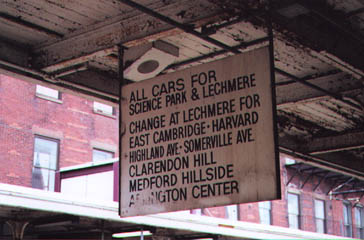 ALL CARS FOR
SCIENCE PARK & LECHMERE
CHANGE AT LECHMERE FOR
EAST CAMBRIDGE • HARVARD
• HIGHLAND AVE • SOMERVILLE AVE
CLARENDON HILL
MEDFORD HILLSIDE
CENTER